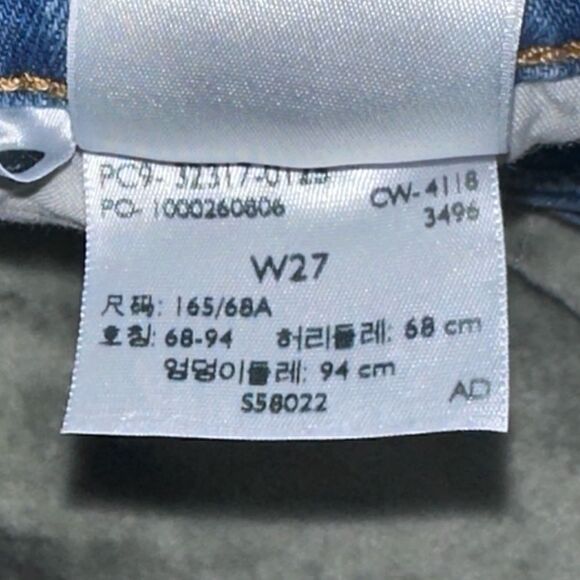 PC9- 32317-01
PO- 1000260806
CW- 4118
3496
W27
尺码: 165/68A
호칭: 68-94 허리둘레: 68 cm
엉덩이둘레: 94 cm
S58022
AD